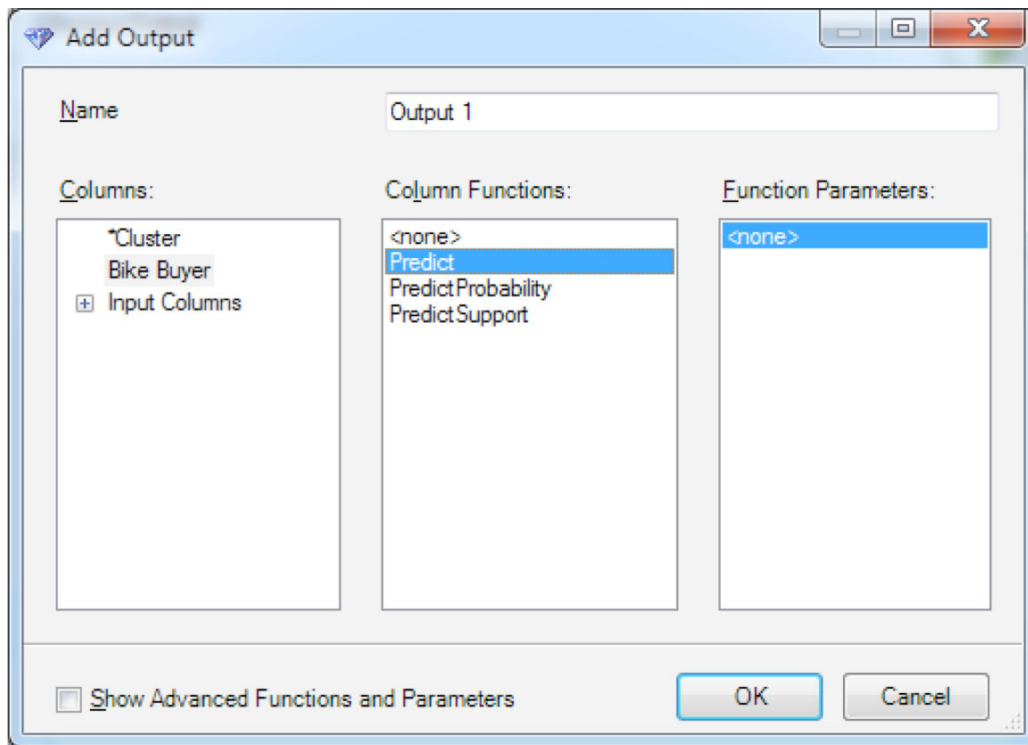 Add Output
Name
Output 1
Columns:
*Cluster
Bike Buyer
Input Columns
Column Functions:
<none>
Predict
PredictProbability
PredictSupport
Function Parameters:
<none>
Show Advanced Functions and Parameters
OK
Cancel